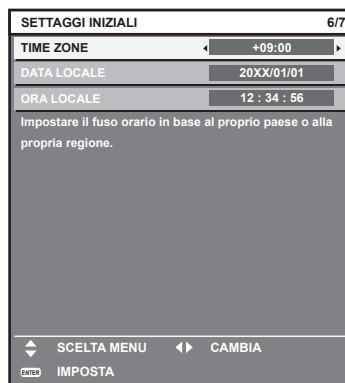 SETTAGGI INIZIALI 6/7
TIME ZONE +09:00
DATA LOCALE 20XX/01/01
ORA LOCALE 12 : 34 : 56
Impostare il fuso orario in base al proprio paese o alla
propria regione.
SCELTA MENU CAMBIA
ENTER IMPOSTA